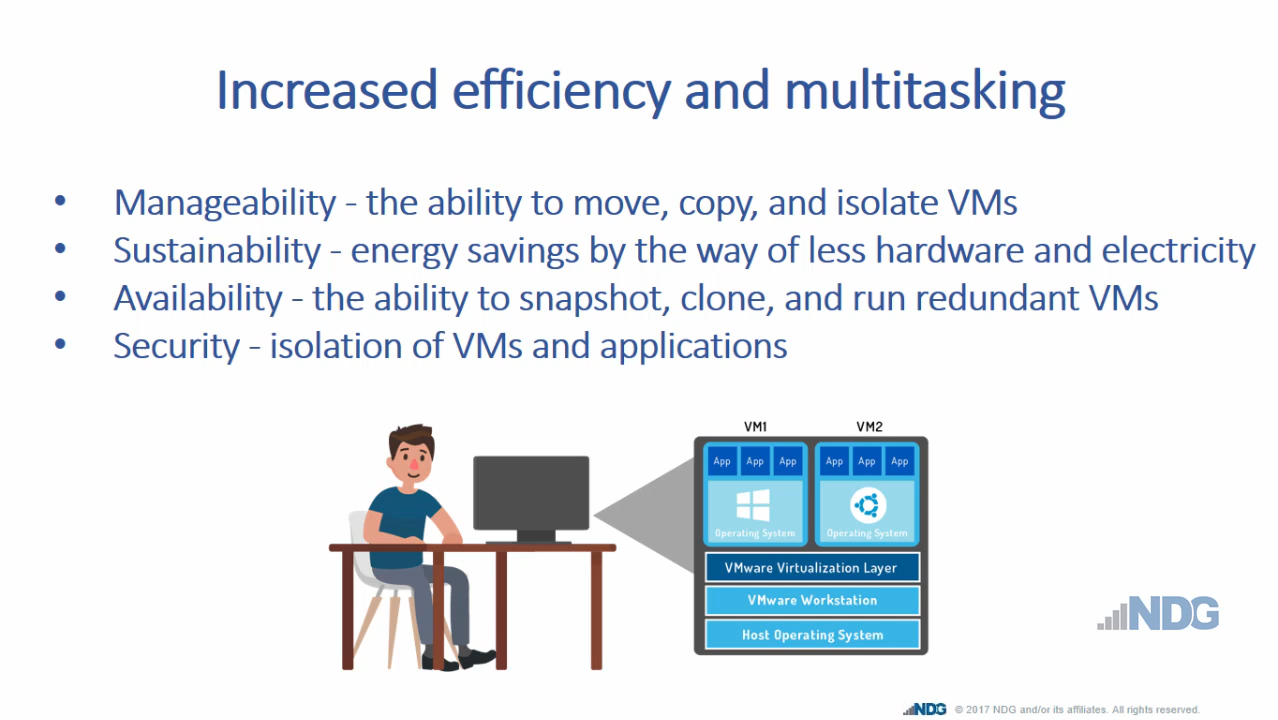 Increased efficiency and multitasking
• Manageability - the ability to move, copy, and isolate VMs
• Sustainability - energy savings by the way of less hardware and electricity
• Availability - the ability to snapshot, clone, and run redundant VMs
• Security - isolation of VMs and applications
VM1 VM2
App App App App App App
Operating System Operating System
VMware Virtualization Layer
VMware Workstation
Host Operating System
NDG
NDG © 2017 NDG and/or its affiliates. All rights reserved.